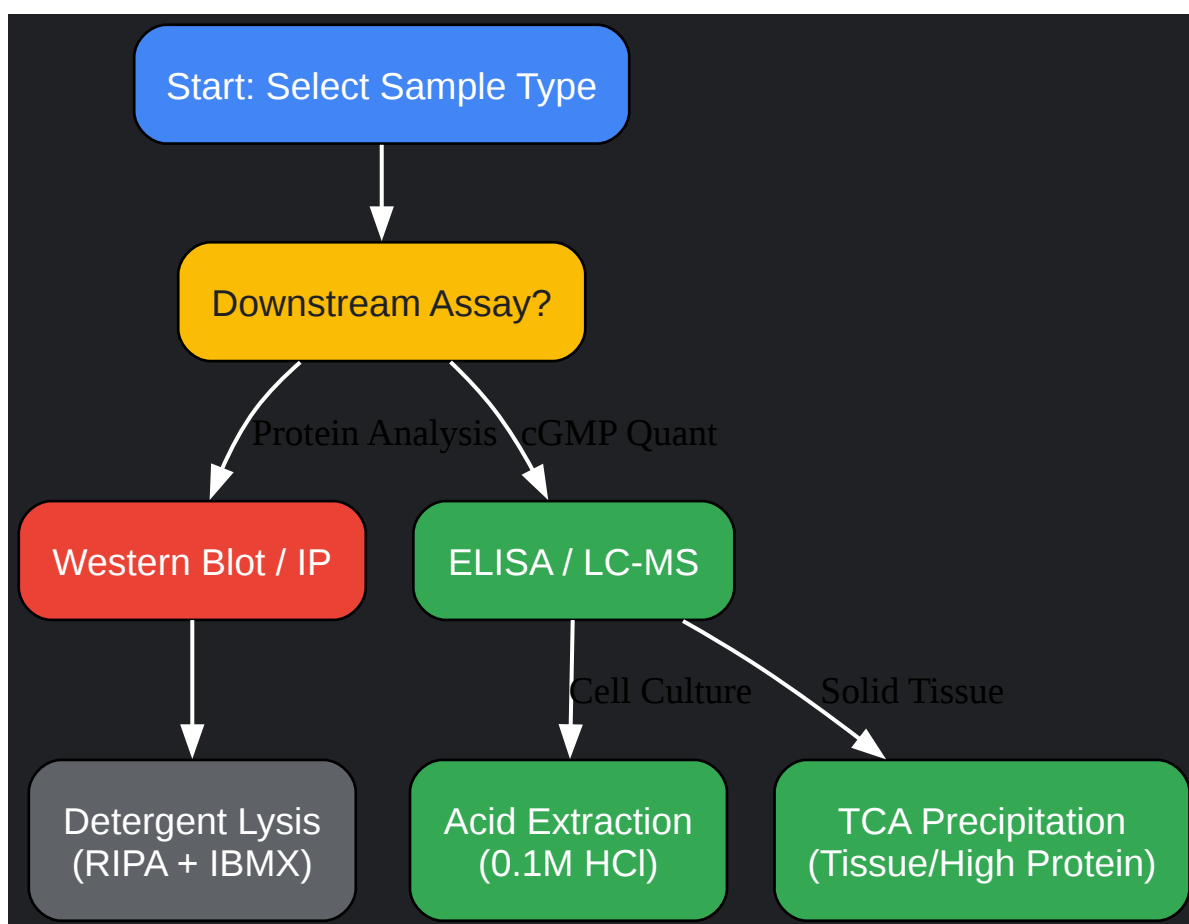 Start: Select Sample Type
Downstream Assay?
Protein Analysis
cGMP Quant
Western Blot / IP
ELISA / LC-MS
Cell Culture
Solid Tissue
Detergent Lysis
(RIPA + IBMX)
Acid Extraction
(0.1M HCl)
TCA Precipitation
(Tissue/High Protein)